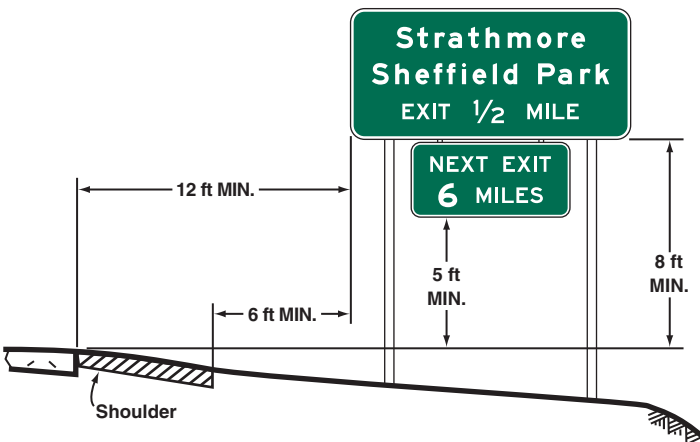 Strathmore
Sheffield Park
EXIT 1/2 MILE
NEXT EXIT
6 MILES
12 ft MIN.
5 ft
MIN.
8 ft
MIN.
6 ft MIN.
Shoulder